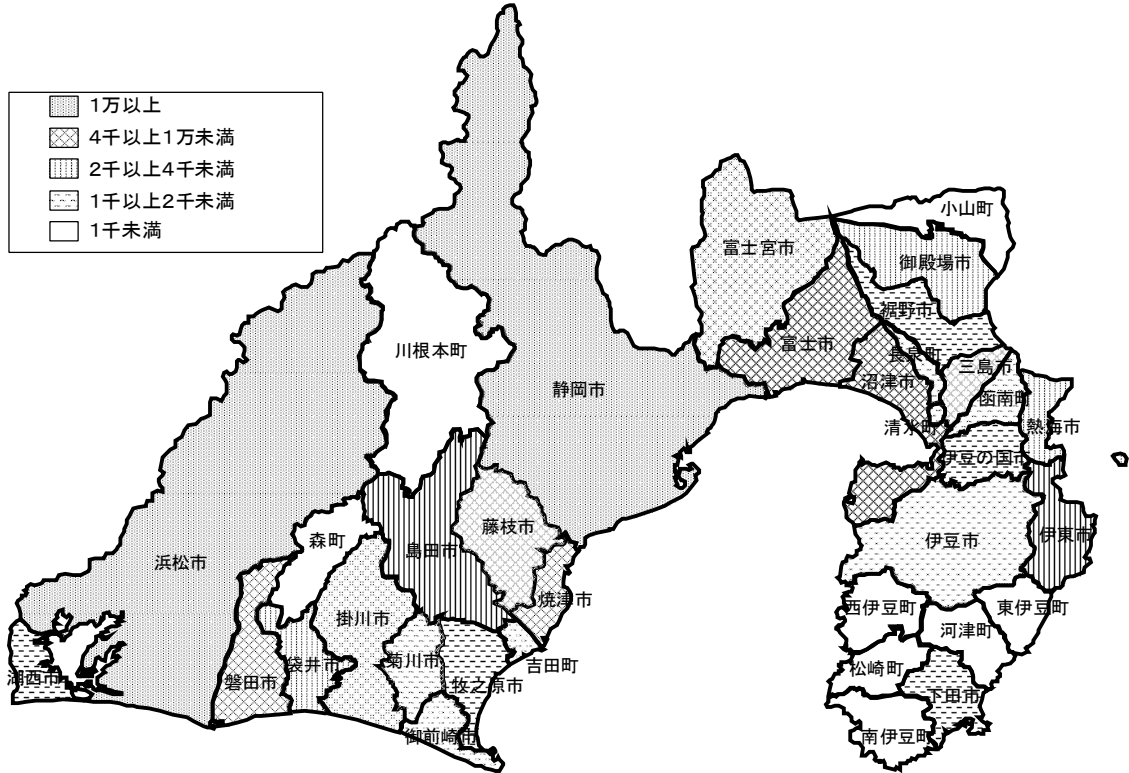 1万以上
4千以上1万未満
2千以上4千未満
1千以上2千未満
1千未満
小山町
富士宮市
御殿場市
裾野市
富士市
長泉町
三島市
川根本町
沼津市
静岡市
函南町
清水町
熱海市
伊豆の国市
藤枝市
伊東市
森町
島田市
伊豆市
浜松市
焼津市
西伊豆町
東伊豆町
掛川市
河津町
袋井市
菊川市
吉田町
松崎町
湖西市
磐田市
牧之原市
下田市
御前崎市
南伊豆町